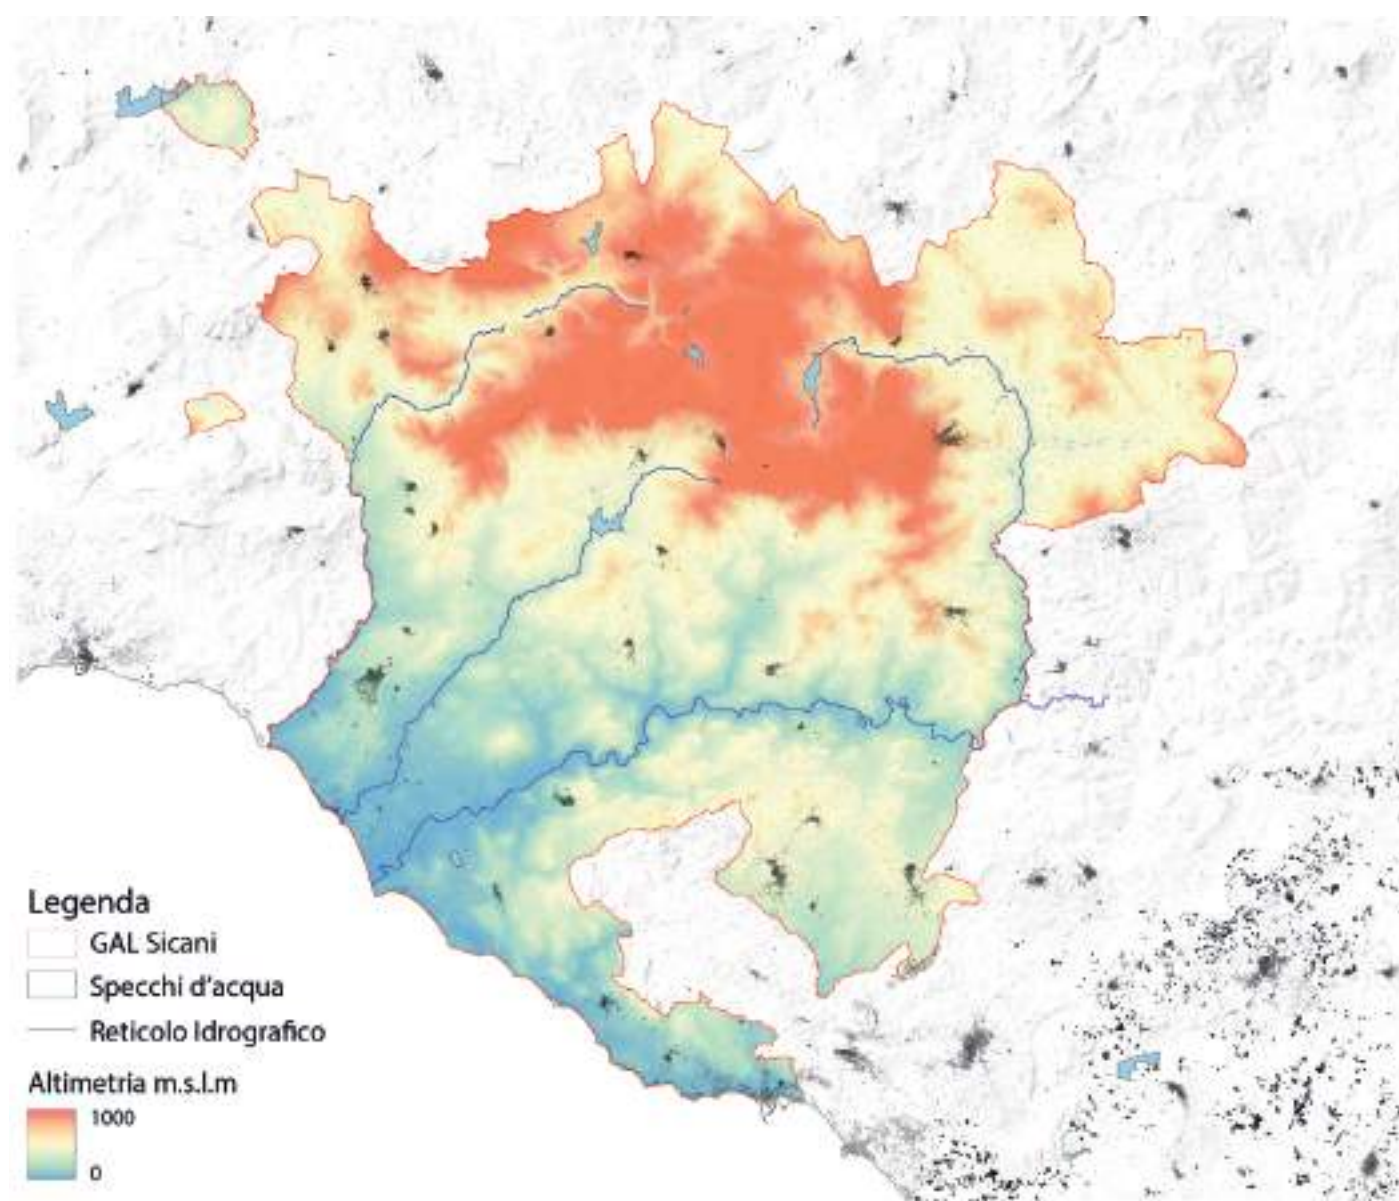 Legenda
GAL Sicani
Specchi d'acqua
Reticolo Idrografico
Altimetria m.s.l.m
1000
0